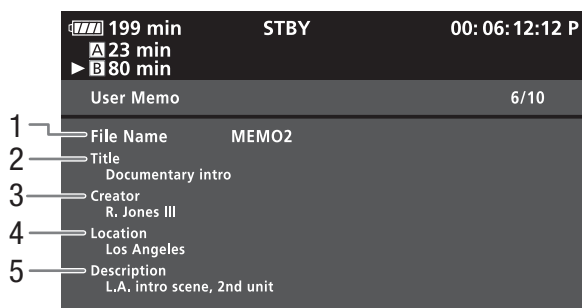 199 min STBY 00:06:12:12 P
A 23 min
B 80 min
User Memo 6/10
1 File Name MEMO2
2 Title
Documentary intro
3 Creator
R. Jones III
4 Location
Los Angeles
5 Description
L.A. intro scene, 2nd unit